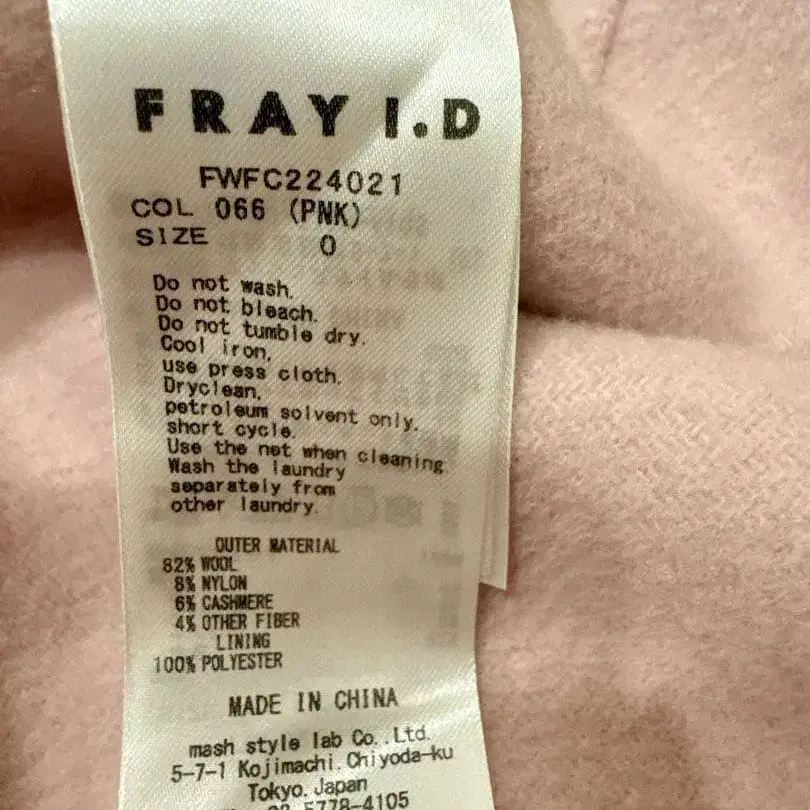 FRAY I.D
FWFC224021
COL 066 (PNK)
SIZE 0
Do not wash.
Do not bleach.
Do not tumble dry.
Cool iron,
use press cloth.
Dryclean,
petroleum solvent only.
short cycle.
Use the net when cleaning
Wash the laundry
separately from
other laundry.
OUTER MATERIAL
82% WOOL
8% NYLON
6% CASHMERE
4% OTHER FIBER
LINING
100% POLYESTER
MADE IN CHINA
mash style lab Co.,Ltd.
5-7-1 Kojimachi.Chiyoda-ku
Tokyo.Japan
5778-4105